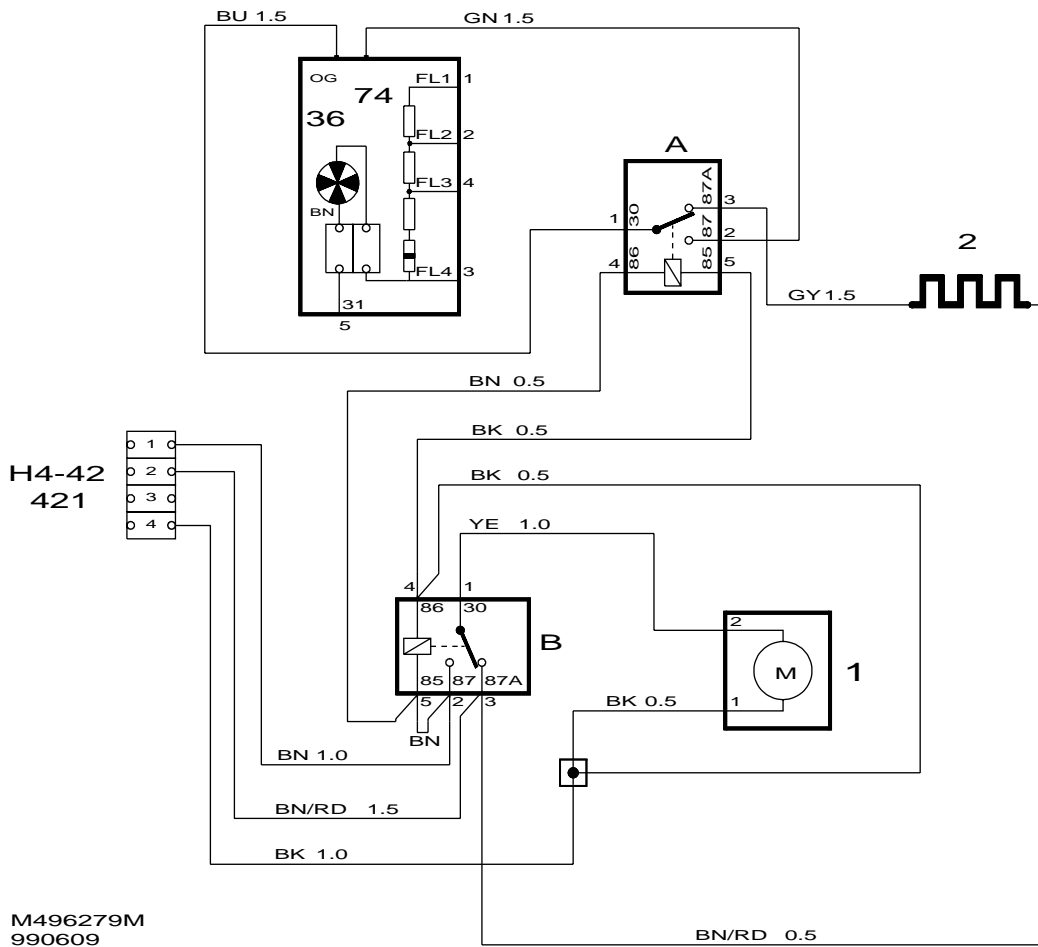 BU 1.5
GN 1.5
OG
74
FL1 1
36
FL2 2
FL3 4
BN
FL4 3
31
5
A
1 30 87A 3
87 2
4 86 85 5
2
GY 1.5
BN 0.5
BK 0.5
H4-42
421
1
2
3
4
BK 0.5
YE 1.0
4 1
86 30
B
85 87 87A
5 2 3
BN
2
M
1
1
BK 0.5
BN 1.0
BN/RD 1.5
BK 1.0
M496279M
990609
BN/RD 0.5